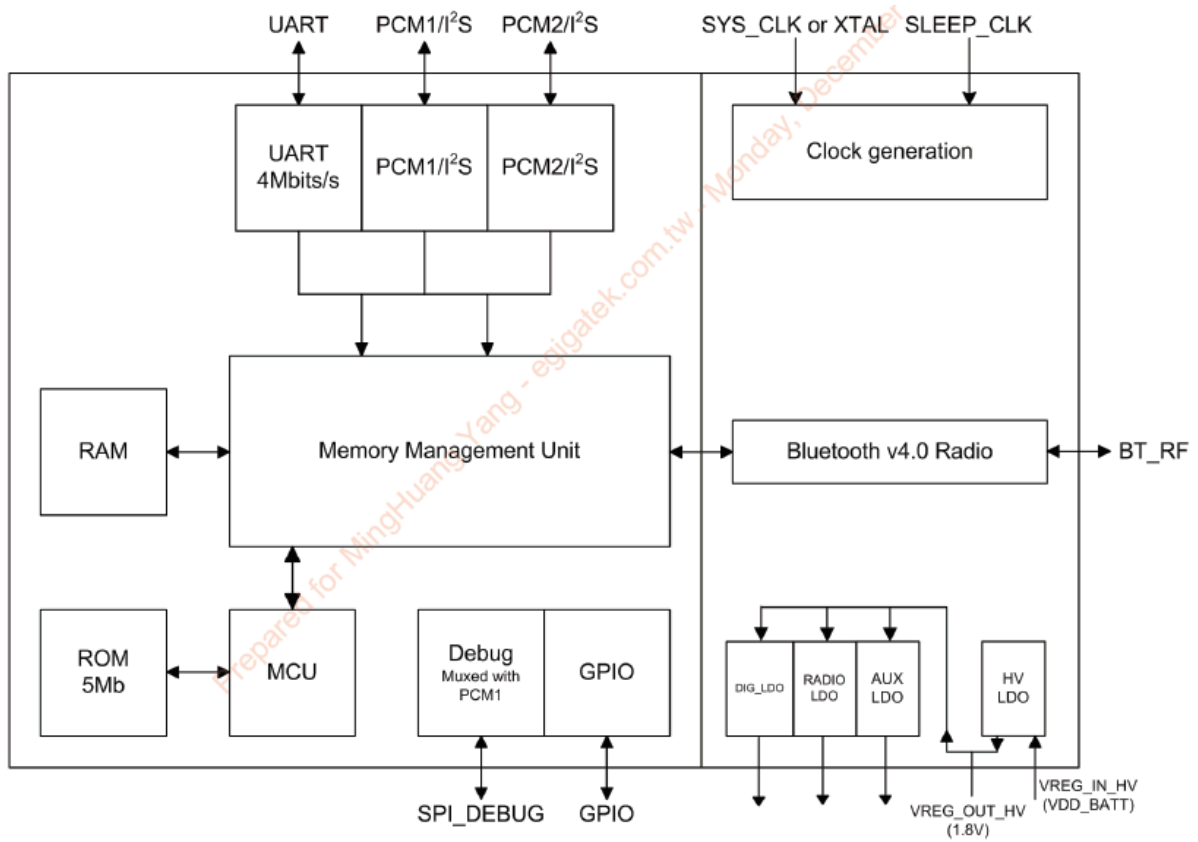 UART PCM1/I²S PCM2/I²S SYS_CLK or XTAL SLEEP_CLK
UART
4Mbits/s
PCM1/I²S
PCM2/I²S
Clock generation
RAM
Memory Management Unit
Bluetooth v4.0 Radio
BT_RF
ROM
5Mb
MCU
Debug
Muxed with
PCM1
GPIO
DIG_LDO
RADIO
LDO
AUX
LDO
HV
LDO
SPI_DEBUG
GPIO
VREG_OUT_HV
(1.8V)
VREG_IN_HV
(VDD_BATT)
Prepared for MingHuang Yang - egigatek.com.tw - Monday, December